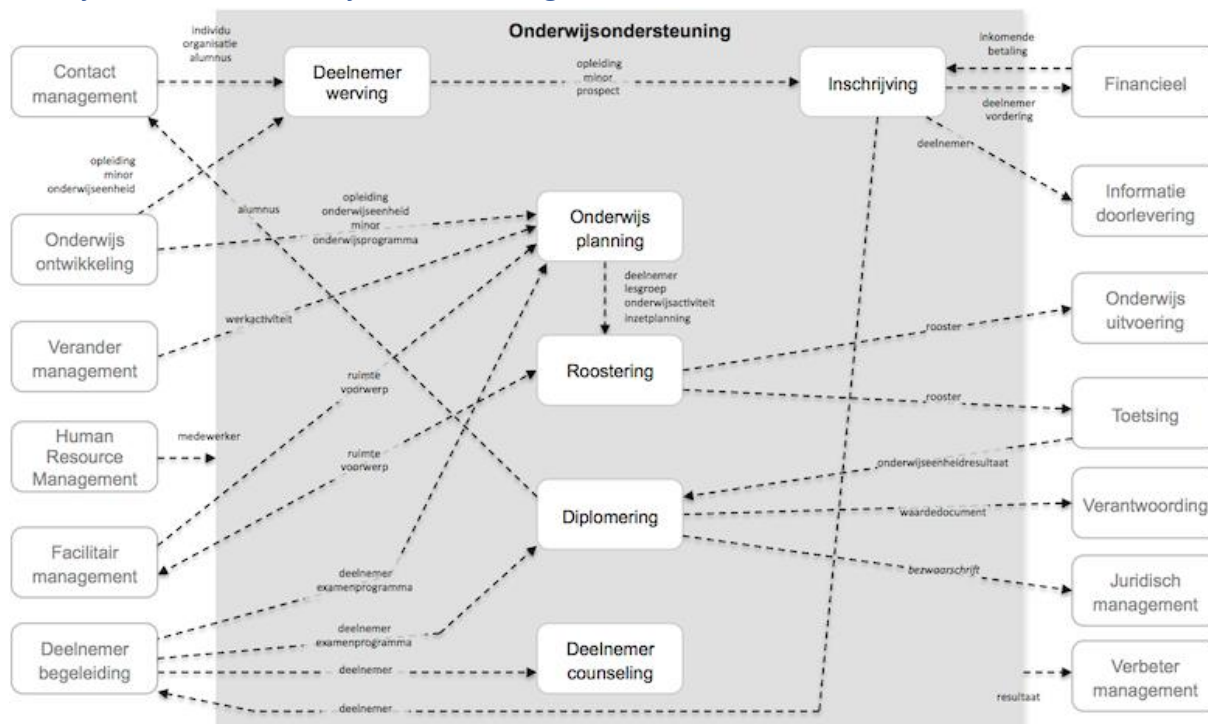 Onderwijsondersteuning
individu
organisatie
alumnus
inkomende
betaling
Contact
management
Deelnemer
werving
opleiding
minor
prospect
Inschrijving
Financieel
deelnemer
vordering
deelnemer
opleiding
minor
onderwijseenheid
alumnus
opleiding
onderwijseenheid
minor
onderwijsprogramma
Onderwijs
planning
Informatie
doorlevering
Onderwijs
ontwikkeling
deelnemer
lesgroep
onderwijsactiviteit
inzetplanning
Onderwijs
uitvoering
werkactiviteit
rooster
Verander
management
ruimte
voorwerp
Roostering
rooster
Toetsing
Human
Resource
Management
medewerker
ruimte
voorwerp
onderwijseenheidresultaat
Diplomering
waardedocument
Verantwoording
Facilitair
management
deelnemer
examenprogramma
bezwaarschrift
Juridisch
management
Deelnemer
begeleiding
deelnemer
examenprogramma
deelnemer
Deelnemer
counseling
Verbeter
management
resultaat
deelnemer